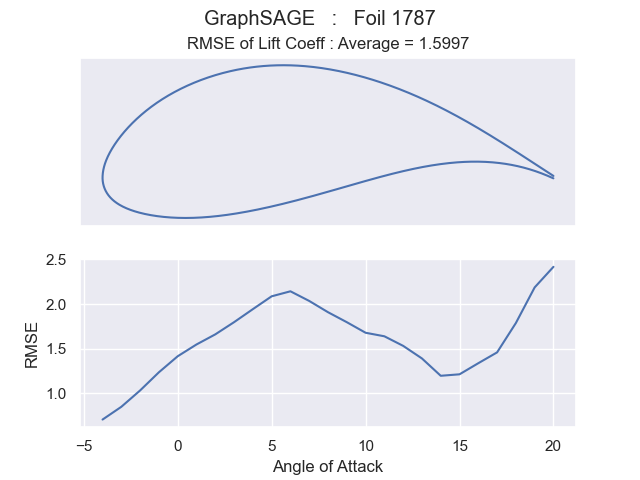 GraphSAGE : Foil 1787
RMSE of Lift Coeff : Average = 1.5997
2.5
2.0
1.5
1.0
RMSE
−5 0 5 10 15 20
Angle of Attack